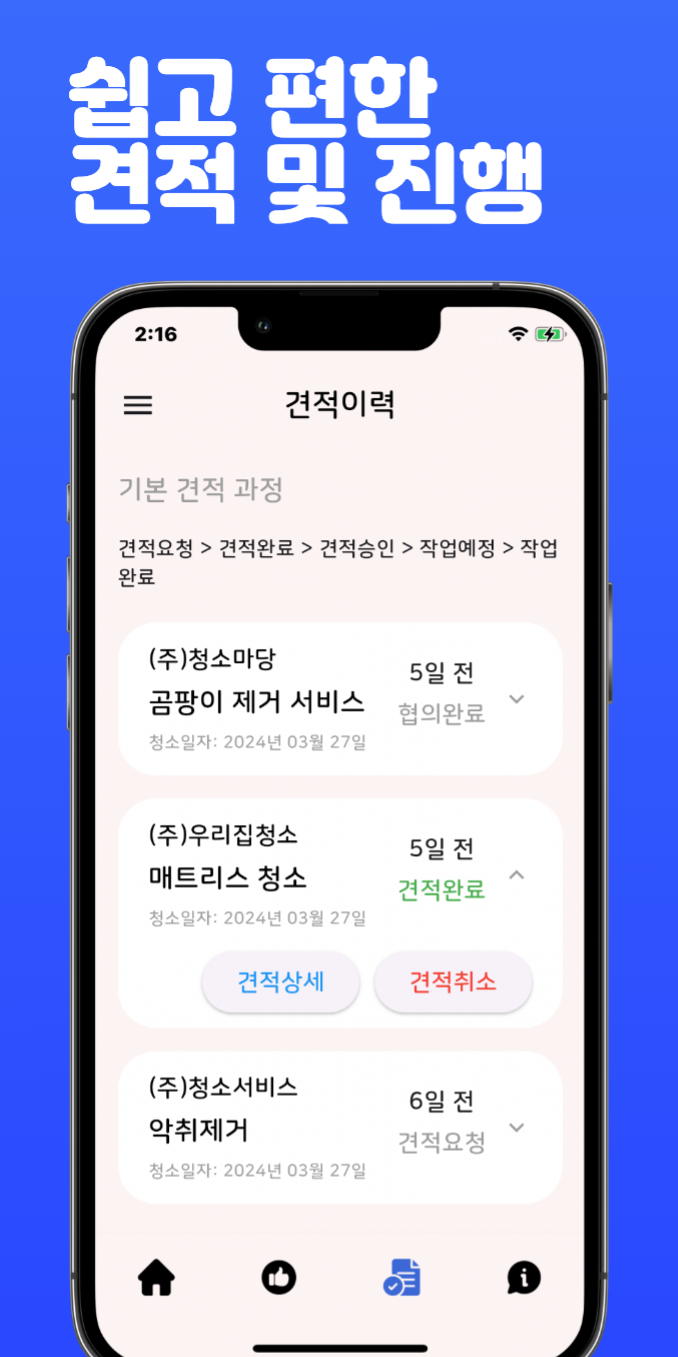 쉽고 편한
견적 및 진행
2:16
견적이력
기본 견적 과정
견적요청 > 견적완료 > 견적승인 > 작업예정 > 작업
완료
(주)청소마당
5일 전
곰팡이 제거 서비스
협의완료
청소일자: 2024년 03월 27일
(주)우리집청소
5일 전
매트리스 청소
견적완료
청소일자: 2024년 03월 27일
견적상세
견적취소
(주)청소서비스
6일 전
악취제거
견적요청
청소일자: 2024년 03월 27일